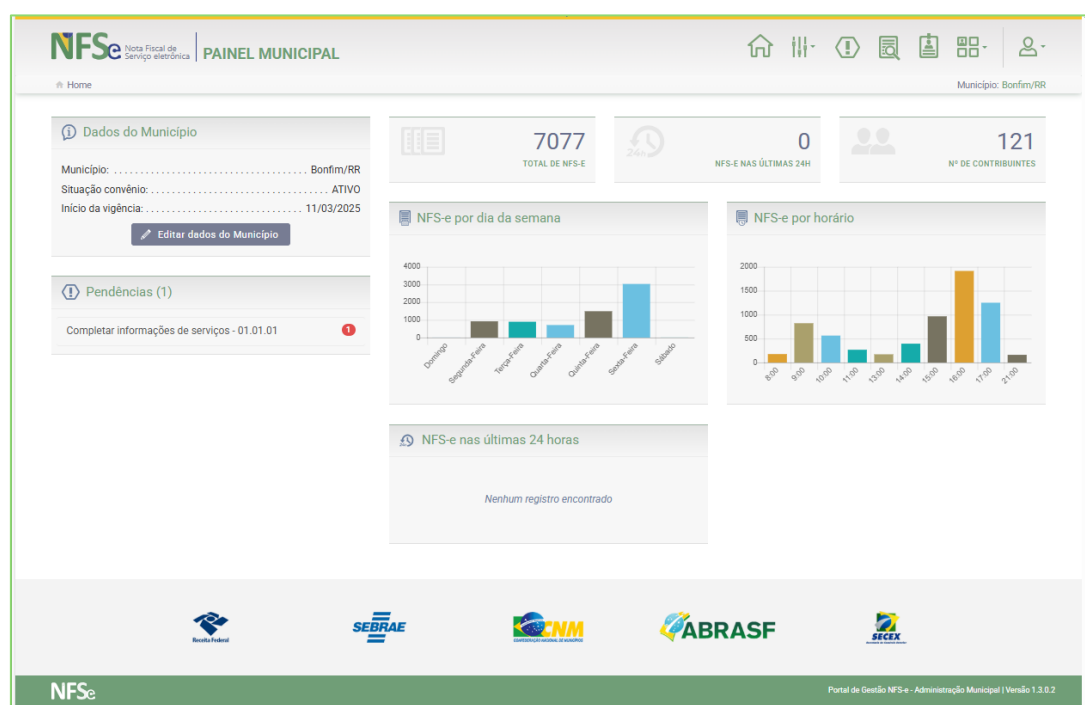 NFSe Nota Fiscal de
Serviço eletrônica
PAINEL MUNICIPAL
Home
Município: Bonfim/RR
Dados do Município
Município: Bonfim/RR
Situação convênio: ATIVO
Início da vigência: 11/03/2025
Editar dados do Município
Pendências (1)
Completar informações de serviços - 01.01.01 1
7077
TOTAL DE NFS-E
24h
0
NFS-E NAS ÚLTIMAS 24H
121
Nº DE CONTRIBUINTES
NFS-e por dia da semana
4000
3000
2000
1000
0
Domingo
Segunda-Feira
Terça-Feira
Quarta-Feira
Quinta-Feira
Sexta-Feira
Sábado
NFS-e por horário
2000
1500
1000
500
0
8:00
9:00
10:00
11:00
13:00
14:00
15:00
16:00
17:00
21:00
NFS-e nas últimas 24 horas
Nenhum registro encontrado
Receita Federal
SEBRAE
CNM
CONFEDERAÇÃO NACIONAL DE MUNICÍPIOS
ABRASF
SECEX
NFSe
Portal de Gestão NFS-e - Administração Municipal | Versão 1.3.0.2